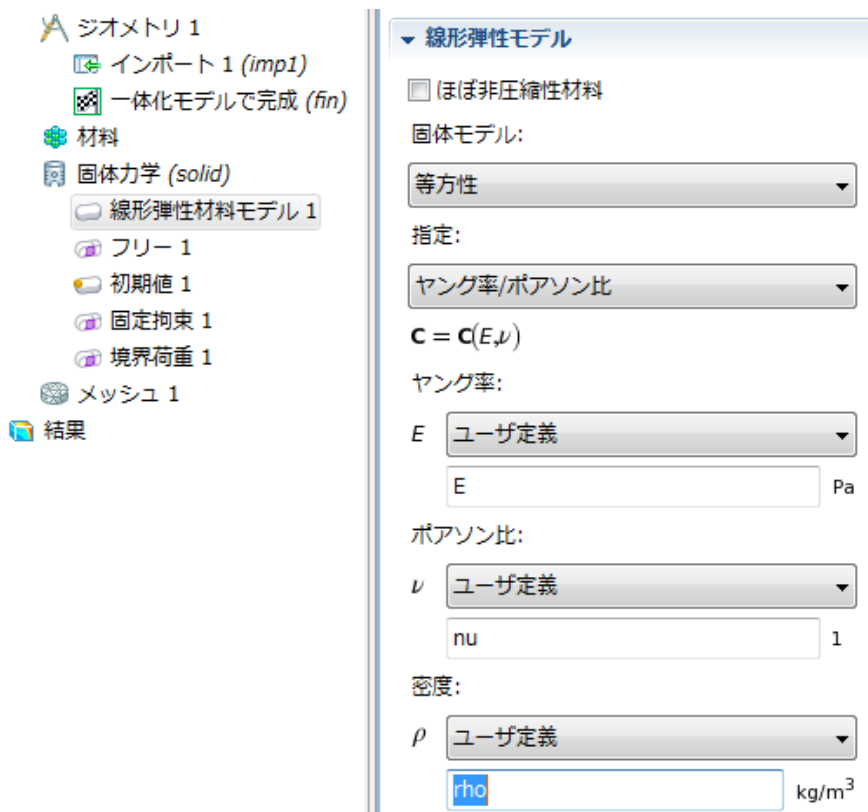 ジオメトリ 1
インポート 1 (imp1)
一体化モデルで完成 (fin)
材料
固体力学 (solid)
線形弾性材料モデル 1
フリー 1
初期値 1
固定拘束 1
境界荷重 1
メッシュ 1
結果
線形弾性モデル
ほぼ非圧縮性材料
固体モデル:
等方性
指定:
ヤング率/ポアソン比
C = C(E,ν)
ヤング率:
E ユーザ定義
E Pa
ポアソン比:
ν ユーザ定義
nu 1
密度:
ρ ユーザ定義
rho kg/m³